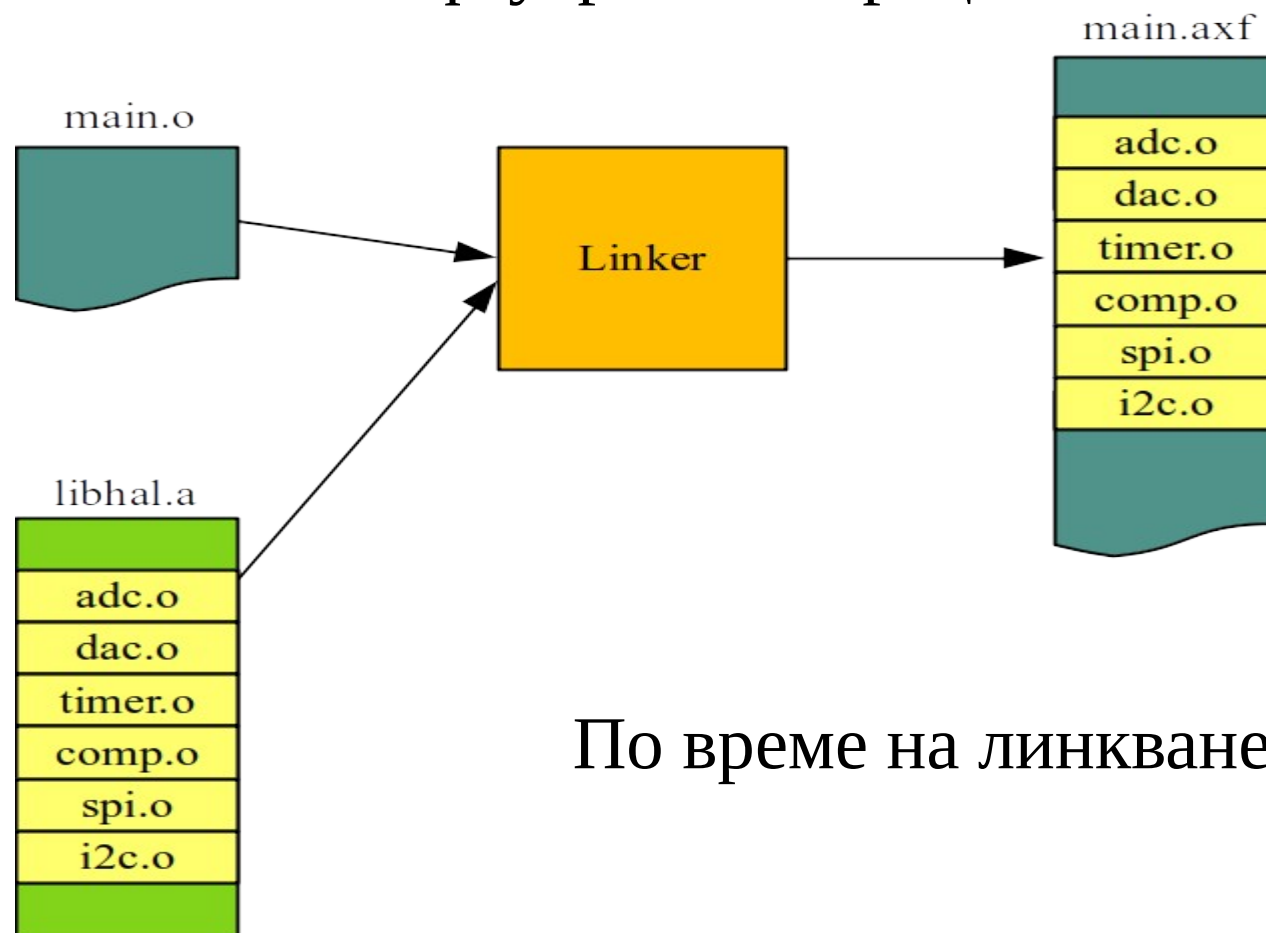 main.axf
main.o
adc.o
dac.o
timer.o
comp.o
spi.o
i2c.o
Linker
libhal.a
adc.o
dac.o
timer.o
comp.o
spi.o
i2c.o
По време на линкване